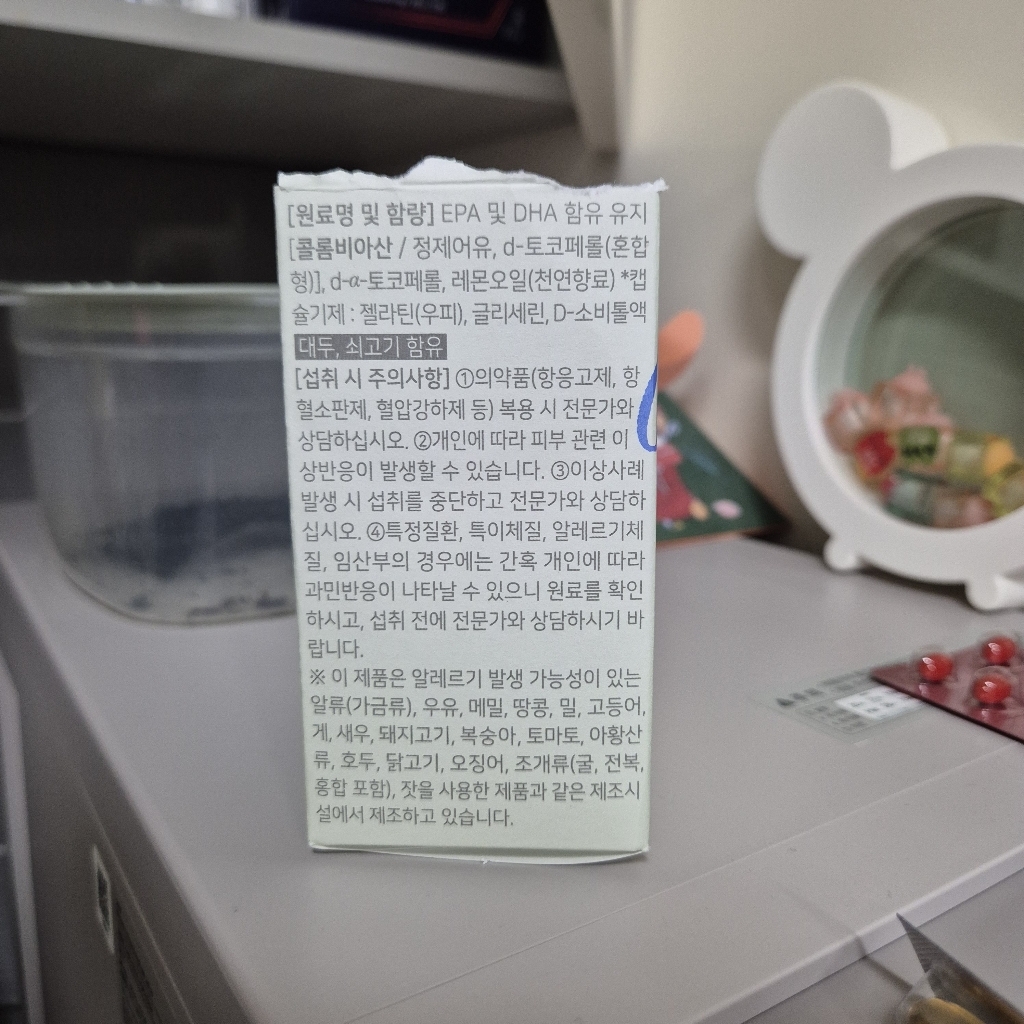 [원료명 및 함량] EPA 및 DHA 함유 유지
[콜롬비아산 / 정제어유, d-토코페롤(혼합
형)], d-α-토코페롤, 레몬오일(천연향료) *캡
슐기제 : 젤라틴(우피), 글리세린, D-소비톨액
대두, 쇠고기 함유
[섭취 시 주의사항] ①의약품(항응고제, 항
혈소판제, 혈압강하제 등) 복용 시 전문가와
상담하십시오. ②개인에 따라 피부 관련 이
상반응이 발생할 수 있습니다. ③이상사례
발생 시 섭취를 중단하고 전문가와 상담하
십시오. ④특정질환, 특이체질, 알레르기체
질, 임산부의 경우에는 간혹 개인에 따라
과민반응이 나타날 수 있으니 원료를 확인
하시고, 섭취 전에 전문가와 상담하시기 바
랍니다.
※ 이 제품은 알레르기 발생 가능성이 있는
알류(가금류), 우유, 메밀, 땅콩, 밀, 고등어,
게, 새우, 돼지고기, 복숭아, 토마토, 아황산
류, 호두, 닭고기, 오징어, 조개류(굴, 전복,
홍합 포함), 잣을 사용한 제품과 같은 제조시
설에서 제조하고 있습니다.